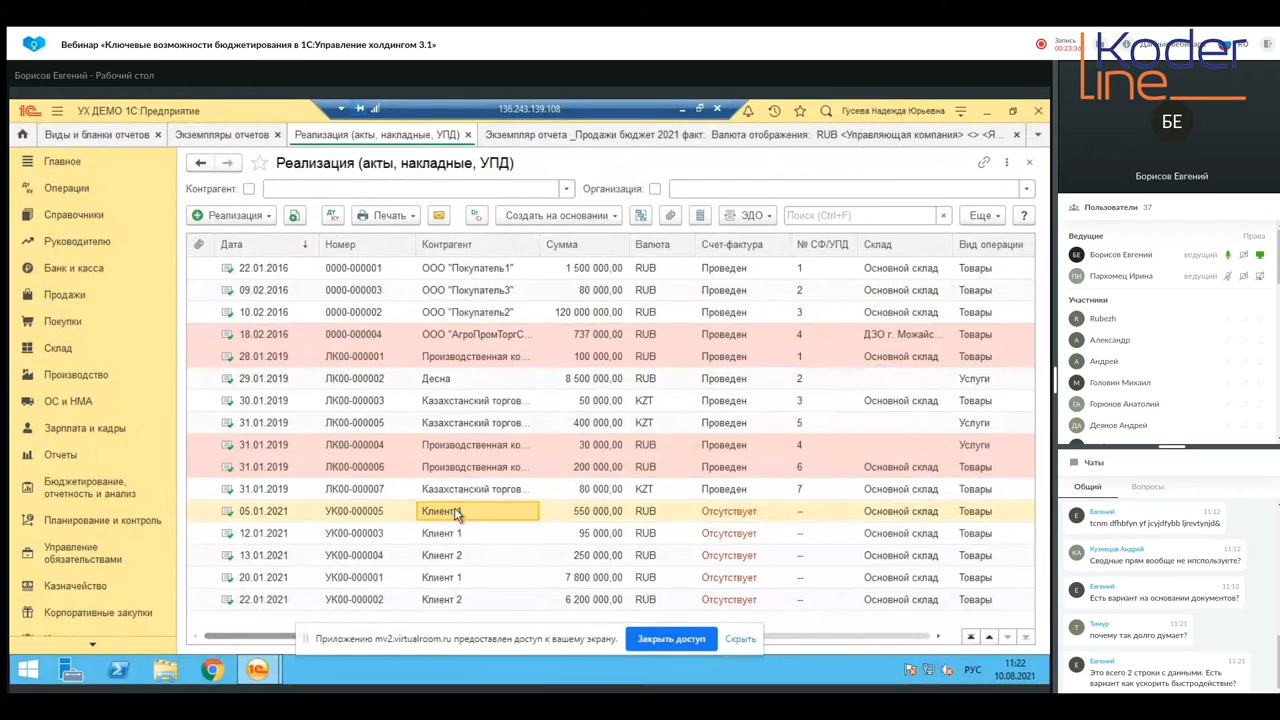 Вебинар «Ключевые возможности бюджетирования в 1С:Управление холдингом 3.1»
Запись
00:23:36
RU
Koder
line
Борисов Евгений - Рабочий стол
УХ ДЕМО 1С:Предприятие
136.243.139.108
Гусева Надежда Юрьевна
Виды и бланки отчетов
Экземпляры отчетов
Реализация (акты, накладные, УПД)
Экземпляр отчета _Продажи бюджет 2021 факт: Валюта отображения: RUB <Управляющая компания> <> <Я...
Главное
Операции
Справочники
Руководителю
Банк и касса
Продажи
Покупки
Склад
Производство
ОС и НМА
Зарплата и кадры
Отчеты
Бюджетирование,
отчетность и анализ
Планирование и контроль
Управление
обязательствами
Казначейство
Корпоративные закупки
Реализация (акты, накладные, УПД)
Контрагент:
Организация:
Реализация
Печать
Создать на основании
ЭДО
Поиск (Ctrl+F)
Еще
?
Дата Номер Контрагент Сумма Валюта Счет-фактура № СФ/УПД Склад Вид операции
22.01.2016 0000-000001 ООО "Покупатель1" 1 500 000,00 RUB Проведен 1 Основной склад Товары
09.02.2016 0000-000003 ООО "Покупатель3" 80 000,00 RUB Проведен 2 Основной склад Товары
10.02.2016 0000-000002 ООО "Покупатель2" 120 000 000,00 RUB Проведен 3 Основной склад Товары
18.02.2016 0000-000004 ООО "АгроПромТоргС... 737 000,00 RUB Проведен 4 ДЗО г. Можайс... Товары
28.01.2019 ЛК00-000001 Производственная ко... 100 000,00 RUB Проведен 1 Основной склад Товары
29.01.2019 ЛК00-000002 Десна 8 500 000,00 RUB Проведен 2 Услуги
30.01.2019 ЛК00-000003 Казахстанский торгов... 50 000,00 KZT Проведен 3 Основной склад Товары
31.01.2019 ЛК00-000005 Казахстанский торгов... 400 000,00 KZT Проведен 5 Услуги
31.01.2019 ЛК00-000004 Производственная ко... 30 000,00 RUB Проведен 4 Услуги
31.01.2019 ЛК00-000006 Производственная ко... 200 000,00 RUB Проведен 6 Основной склад Товары
31.01.2019 ЛК00-000007 Казахстанский торгов... 80 000,00 KZT Проведен 7 Основной склад Товары
05.01.2021 УК00-000005 Клиент 550 000,00 RUB Отсутствует -- Основной склад Товары
12.01.2021 УК00-000003 Клиент 1 95 000,00 RUB Отсутствует -- Основной склад Товары
13.01.2021 УК00-000004 Клиент 2 250 000,00 RUB Отсутствует -- Основной склад Товары
20.01.2021 УК00-000001 Клиент 1 7 800 000,00 RUB Отсутствует -- Основной склад Товары
22.01.2021 УК00-000002 Клиент 2 6 200 000,00 RUB Отсутствует -- Основной склад Товары
Приложению mv2.virtualroom.ru предоставлен доступ к вашему экрану.
Закрыть доступ
Скрыть
РУС
11:22
10.08.2021
БЕ
Борисов Евгений
Пользователи 37
Ведущие Права
БЕ Борисов Евгений ведущий
ПИ Пархомец Ирина ведущий
Участники
R Rubezh
А Александр
А Андрей
ГМ Головин Михаил
ГА Горюнов Анатолий
ДА Деянов Андрей
Чаты
Общий
Вопросы
Е Евгений 11:12
tcnm dfhbfyn yf jcyjdfybb ljrevtynjd&
КА Кузнецов Андрей 11:12
Сводные прям вообще не используете?
Е Евгений 11:13
Есть вариант на основании документов?
Т Тимур 11:21
почему так долго думает?
Е Евгений 11:21
Это всего 2 строки с данными. Есть
вариант как ускорить быстродействие?